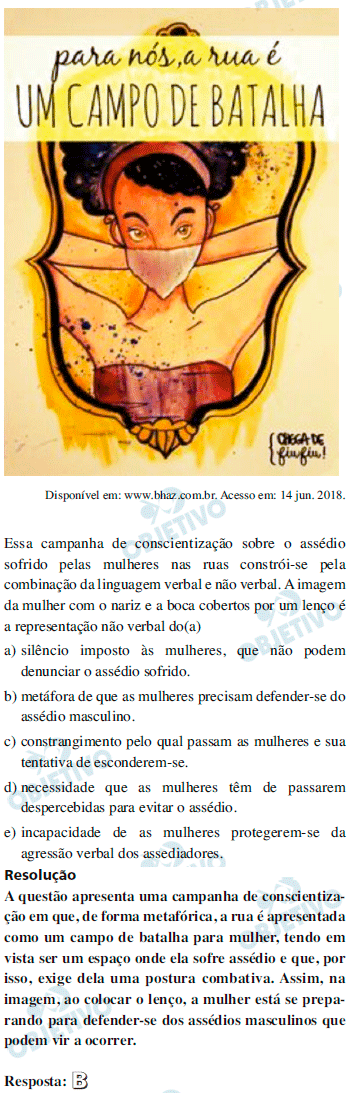 para nós, a rua é
UM CAMPO DE BATALHA
CHEGA DE
fiu fiu!
Disponível em: www.bhaz.com.br. Acesso em: 14 jun. 2018.
Essa campanha de conscientização sobre o assédio
sofrido pelas mulheres nas ruas constrói-se pela
combinação da linguagem verbal e não verbal. A imagem
da mulher com o nariz e a boca cobertos por um lenço é
a representação não verbal do(a)
a) silêncio imposto às mulheres, que não podem
denunciar o assédio sofrido.
b) metáfora de que as mulheres precisam defender-se do
assédio masculino.
c) constrangimento pelo qual passam as mulheres e sua
tentativa de esconderem-se.
d) necessidade que as mulheres têm de passarem
despercebidas para evitar o assédio.
e) incapacidade de as mulheres protegerem-se da
agressão verbal dos assediadores.
Resolução
A questão apresenta uma campanha de conscientiza-
ção em que, de forma metafórica, a rua é apresentada
como um campo de batalha para mulher, tendo em
vista ser um espaço onde ela sofre assédio e que, por
isso, exige dela uma postura combativa. Assim, na
imagem, ao colocar o lenço, a mulher está se prepa-
rando para defender-se dos assédios masculinos que
podem vir a ocorrer.
Resposta: B
OBJETIVO